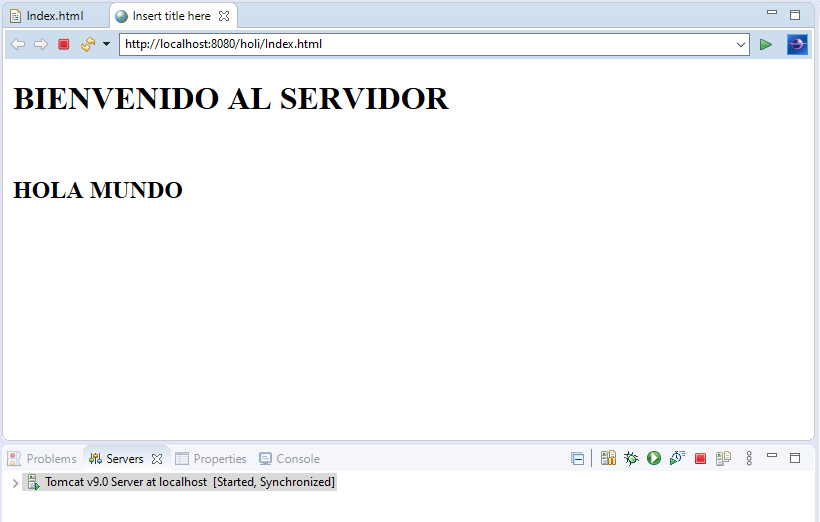 Index.html Insert title here
http://localhost:8080/holi/Index.html
BIENVENIDO AL SERVIDOR
HOLA MUNDO
Problems Servers Properties Console
Tomcat v9.0 Server at localhost [Started, Synchronized]